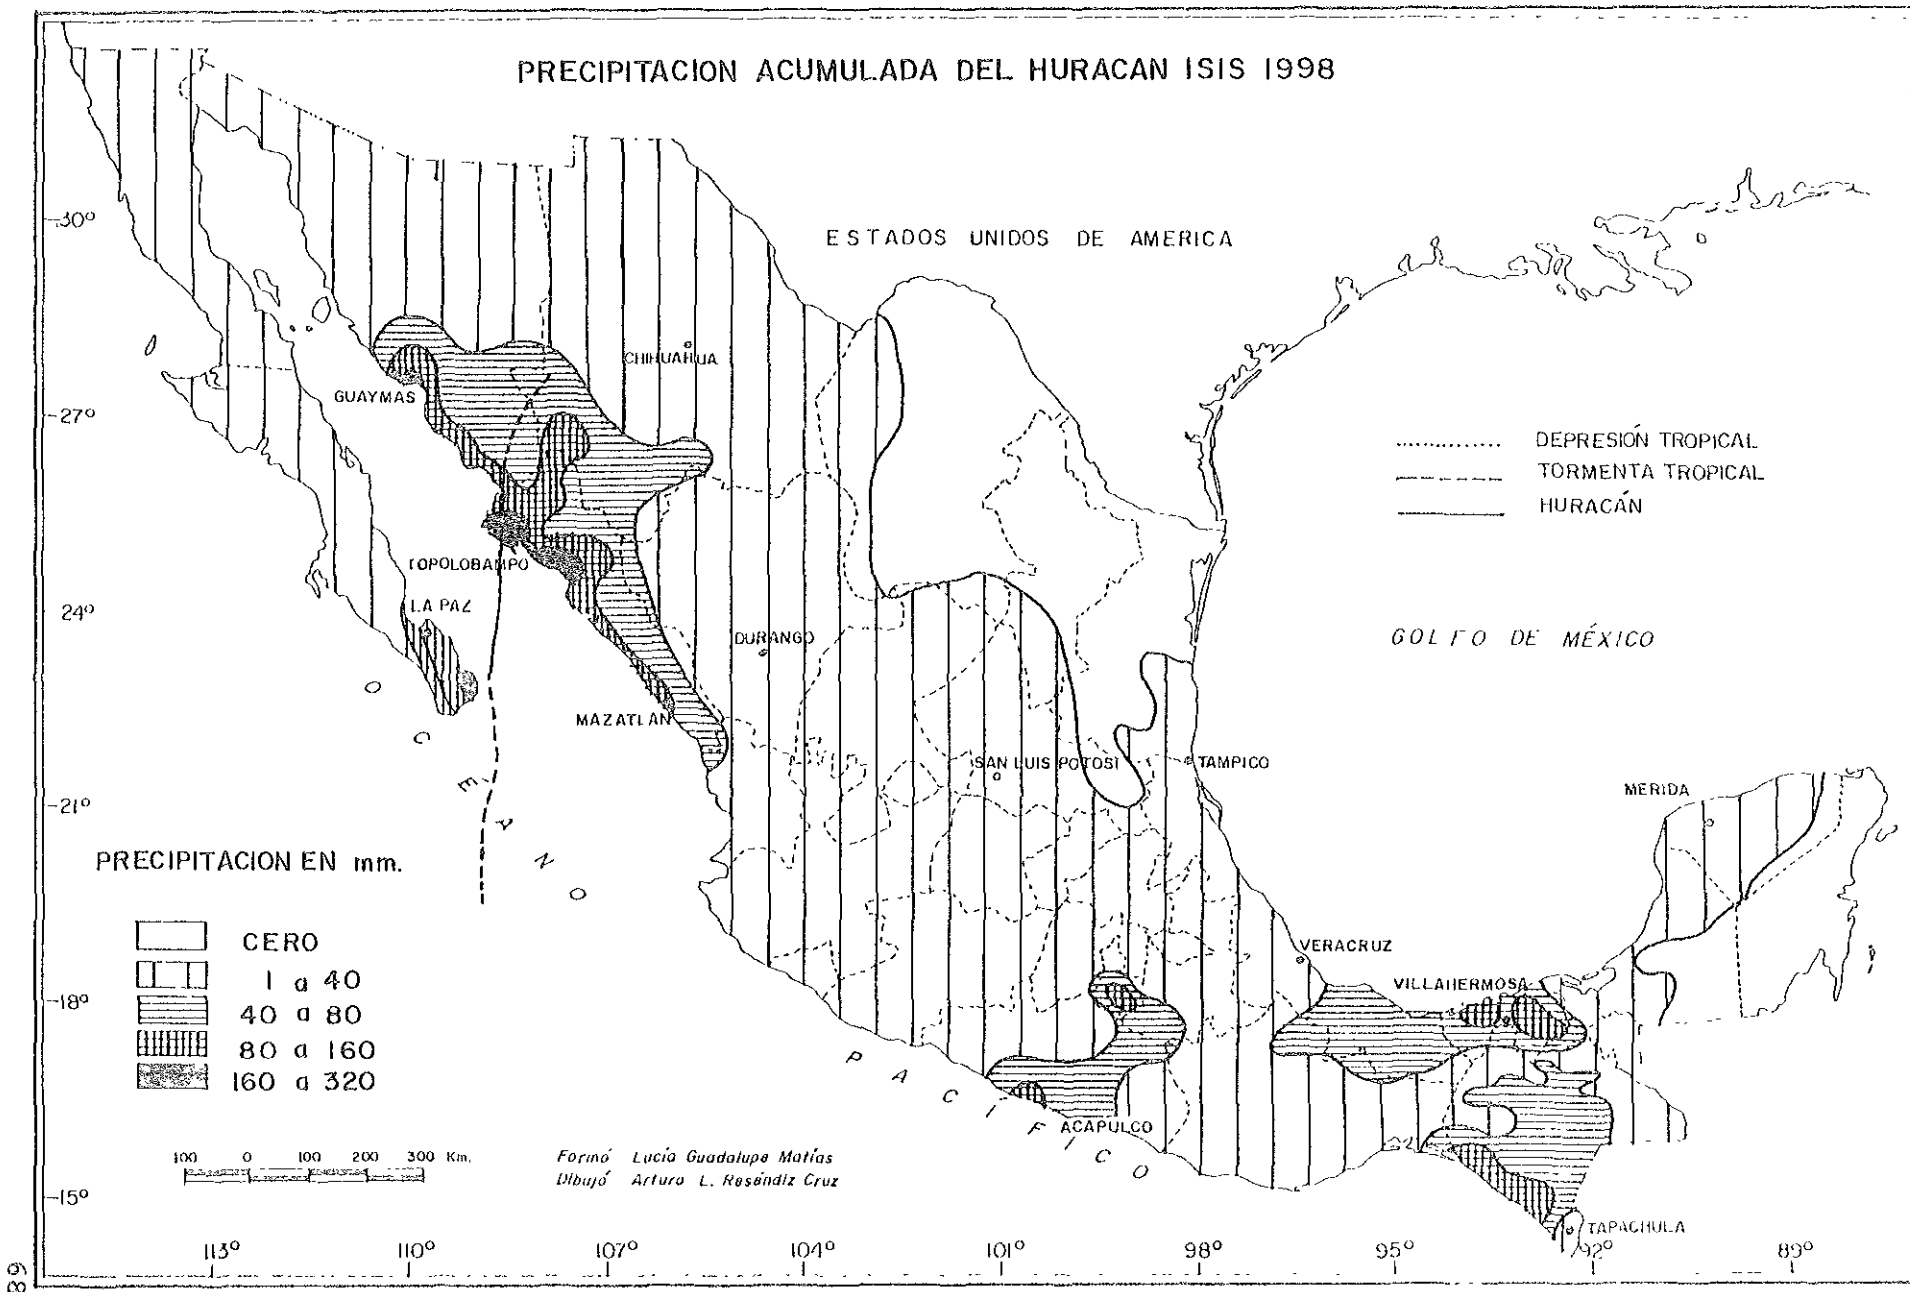 PRECIPITACION ACUMULADA DEL HURACAN ISIS 1998
30°
ESTADOS UNIDOS DE AMERICA
CHIHUAHUA
GUAYMAS
27°
DEPRESIÓN TROPICAL
TORMENTA TROPICAL
HURACÁN
TOPOLOBAMPO
LA PAZ
24°
DURANGO
GOLFO DE MÉXICO
MAZATLAN
SAN LUIS POTOSI
TAMPICO
MERIDA
21°
OCÉANO
PACIFICO
PRECIPITACION EN mm.
CERO
1 a 40
40 a 80
80 a 160
160 a 320
VERACRUZ
VILLAHERMOSA
18°
ACAPULCO
100 0 100 200 300 Km.
Formó Lucía Guadalupe Matías
Dibujó Arturo L. Reséndiz Cruz
15°
TAPACHULA
113° 110° 107° 104° 101° 98° 95° 92° 89°
89